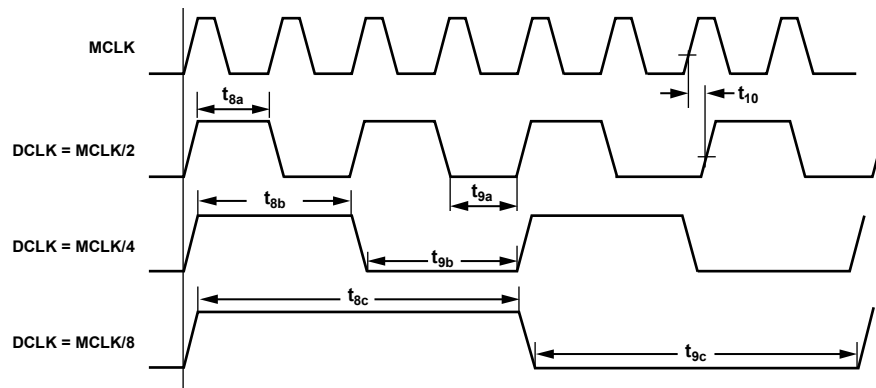 MCLK
t10
t8a
DCLK = MCLK/2
t8b
t9a
DCLK = MCLK/4
t9b
t8c
DCLK = MCLK/8
t9c